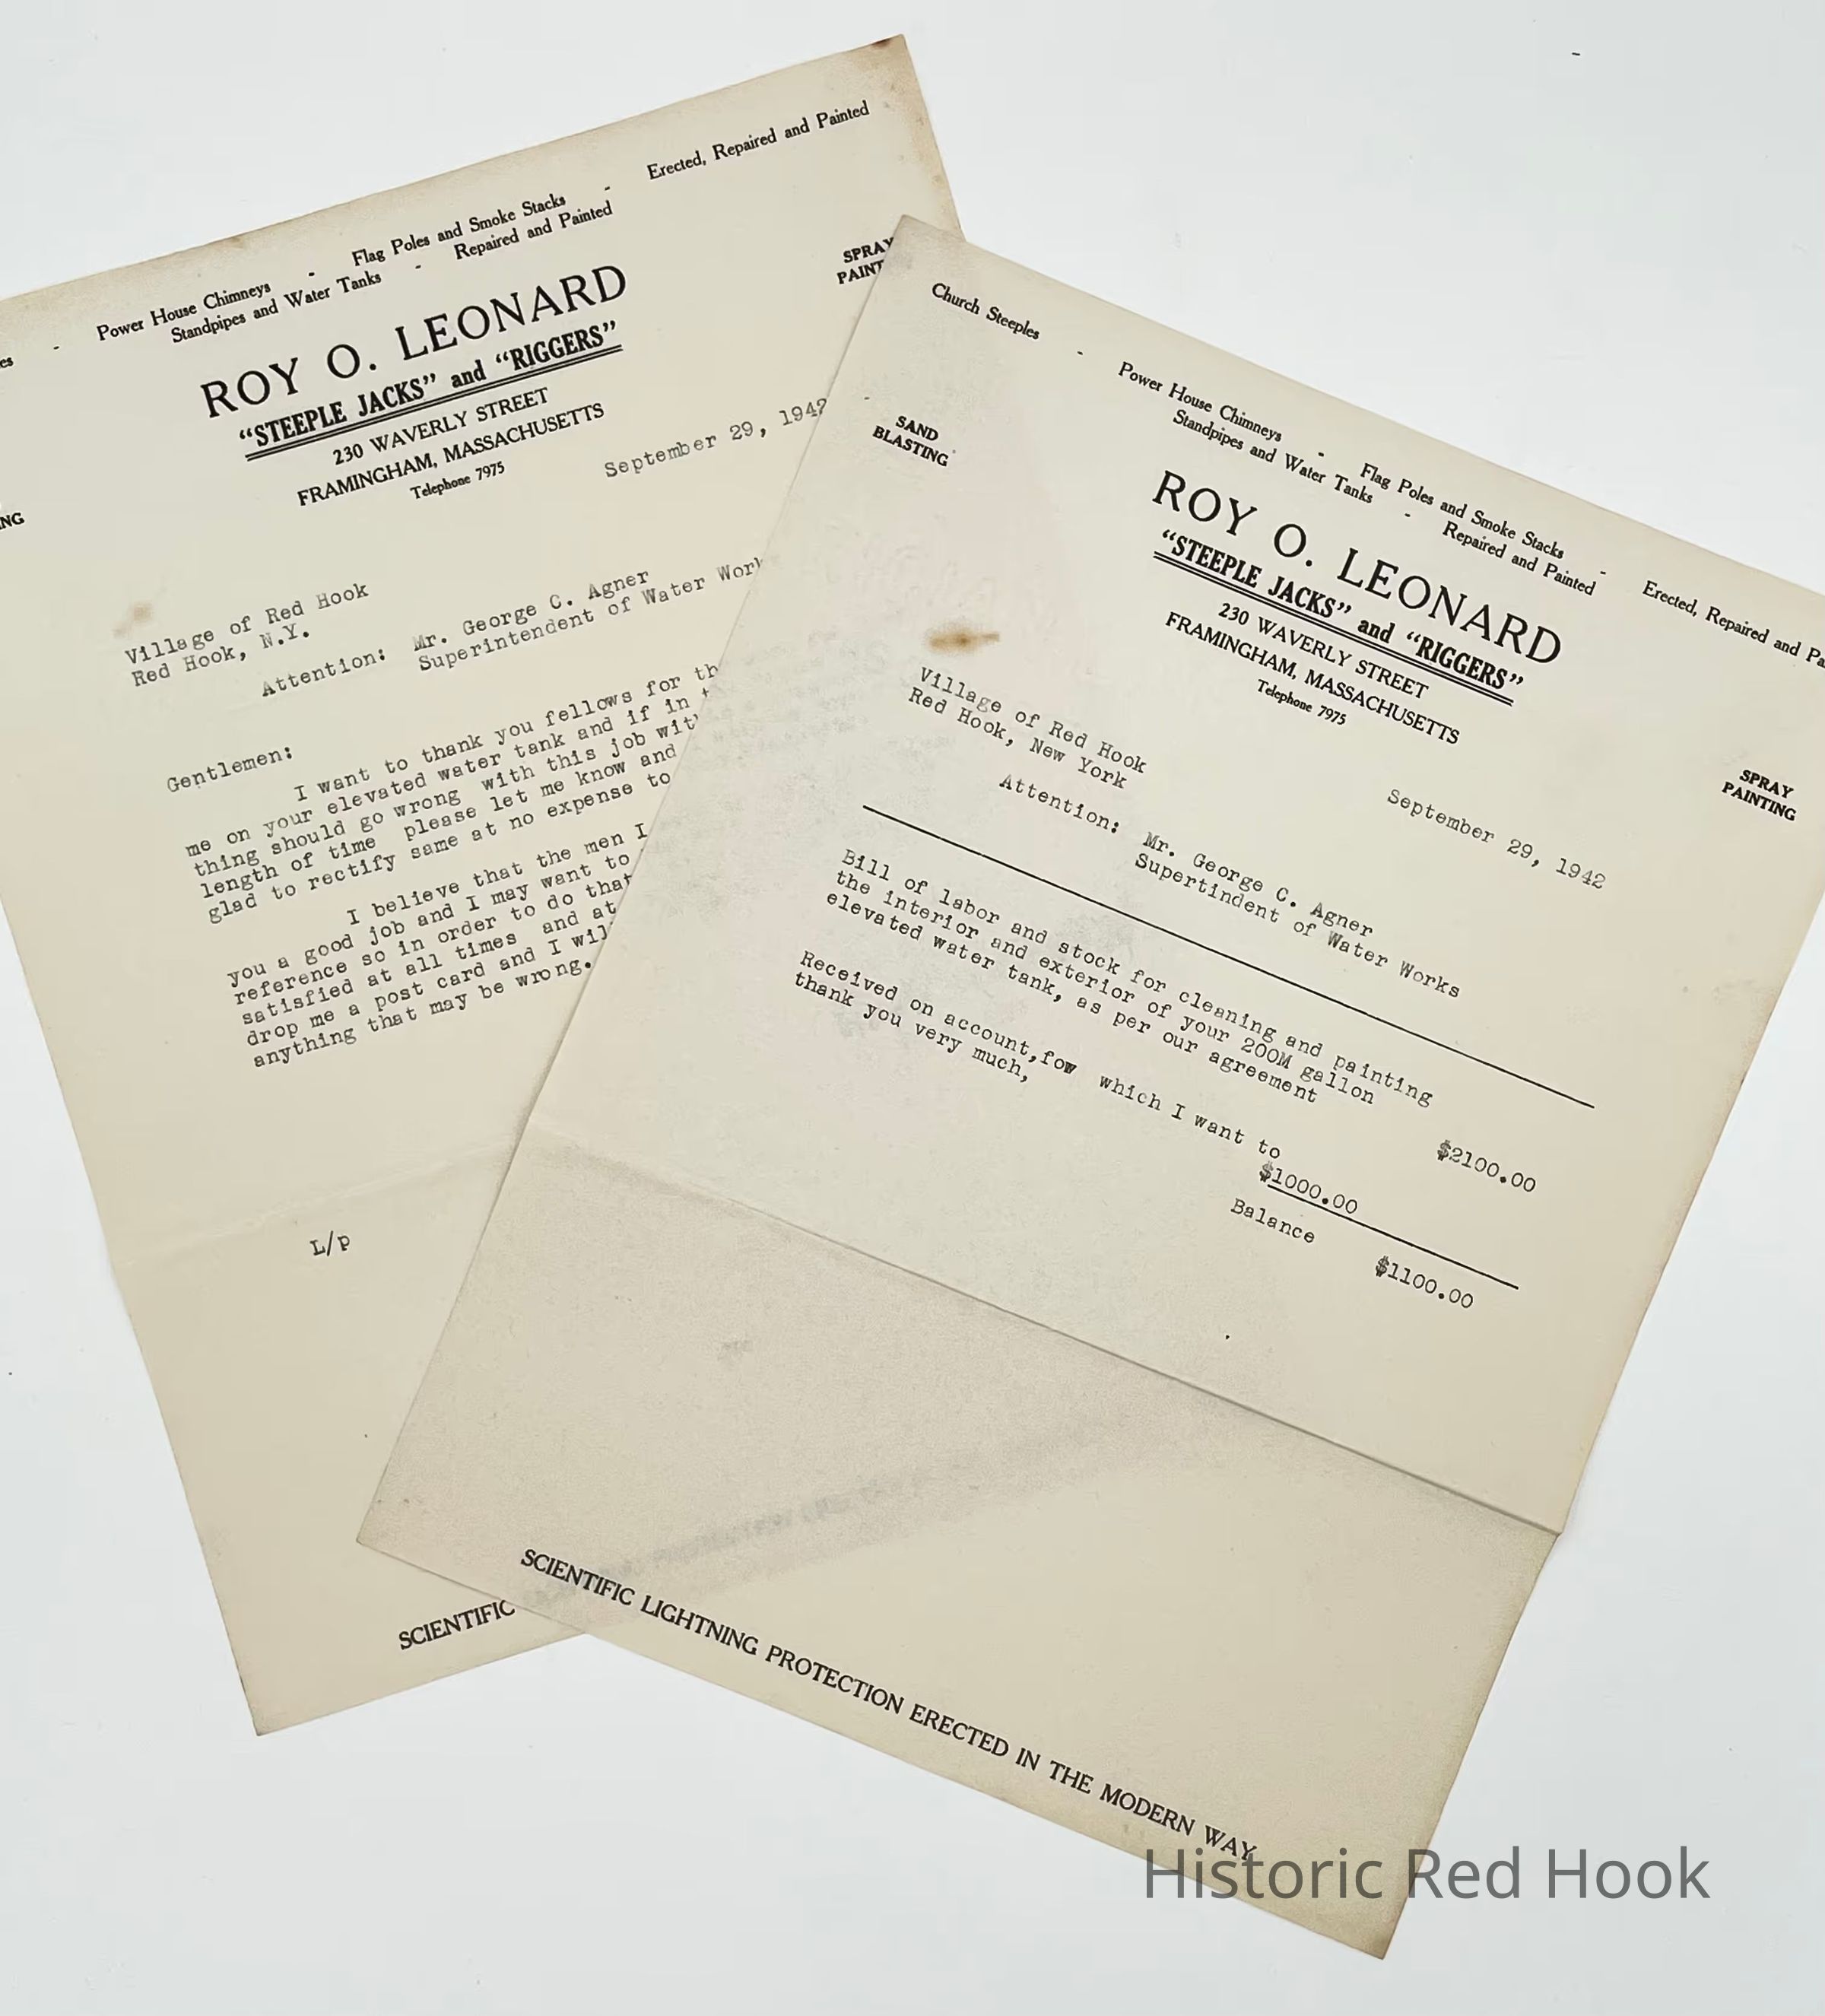 Power House Chimneys - Flag Poles and Smoke Stacks - Erected, Repaired and Painted
Standpipes and Water Tanks - Repaired and Painted
SPRAY
ROY O. LEONARD
"STEEPLE JACKS" and "RIGGERS"
230 WAVERLY STREET
FRAMINGHAM, MASSACHUSETTS
Telephone 7975
September 29, 1942
Village of Red Hook
Red Hook, N.Y.
Attention: Mr. George C. Agner
Superintendent of Water
Gentlemen:
I want to thank you fellows for
me on your elevated water tank and if in
thing should go wrong with this job
length of time please let me know and
glad to rectify same at no expense to
I believe that the men I
you a good job and I may want to
reference so in order to do that
satisfied at all times and at
drop me a post card and I will
anything that may be wrong.
L/p
SCIENTIFIC
Church Steeples - Power House Chimneys - Flag Poles and Smoke Stacks - Erected, Repaired and
Standpipes and Water Tanks - Repaired and Painted
SAND
BLASTING
ROY O. LEONARD
"STEEPLE JACKS" and "RIGGERS"
230 WAVERLY STREET
FRAMINGHAM, MASSACHUSETTS
Telephone 7975
SPRAY
PAINTING
September 29, 1942
Village of Red Hook
Red Hook, New York
Attention: Mr. George C. Agner
Supertindent of Water Works
Bill of labor and stock for cleaning and painting
the interior and exterior of your 200M gallon
elevated water tank, as per our agreement
$2100.00
Received on account,fow which I want to
thank you very much,
$1000.00
Balance
$1100.00
SCIENTIFIC LIGHTNING PROTECTION ERECTED IN THE MODERN WAY
Historic Red Hook